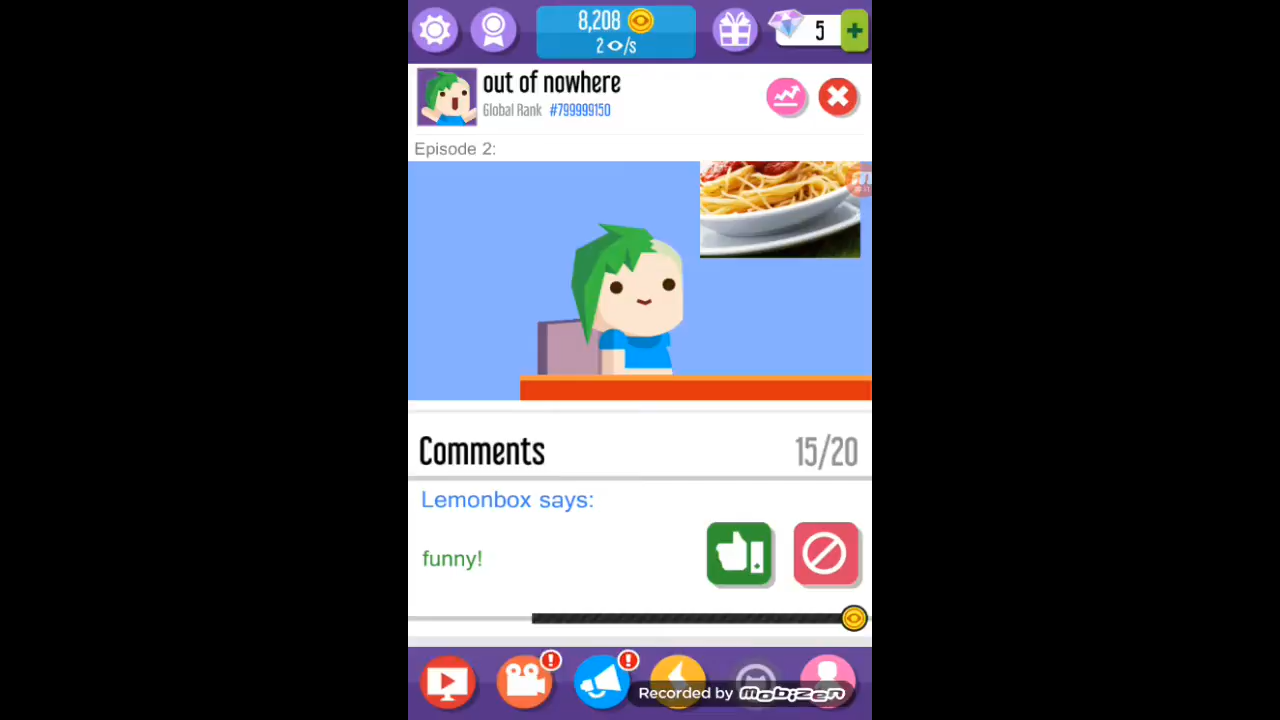 8,208
2 /s
5
out of nowhere
Global Rank #799999150
Episode 2:
Comments 15/20
Lemonbox says:
funny!
Recorded by mobizen